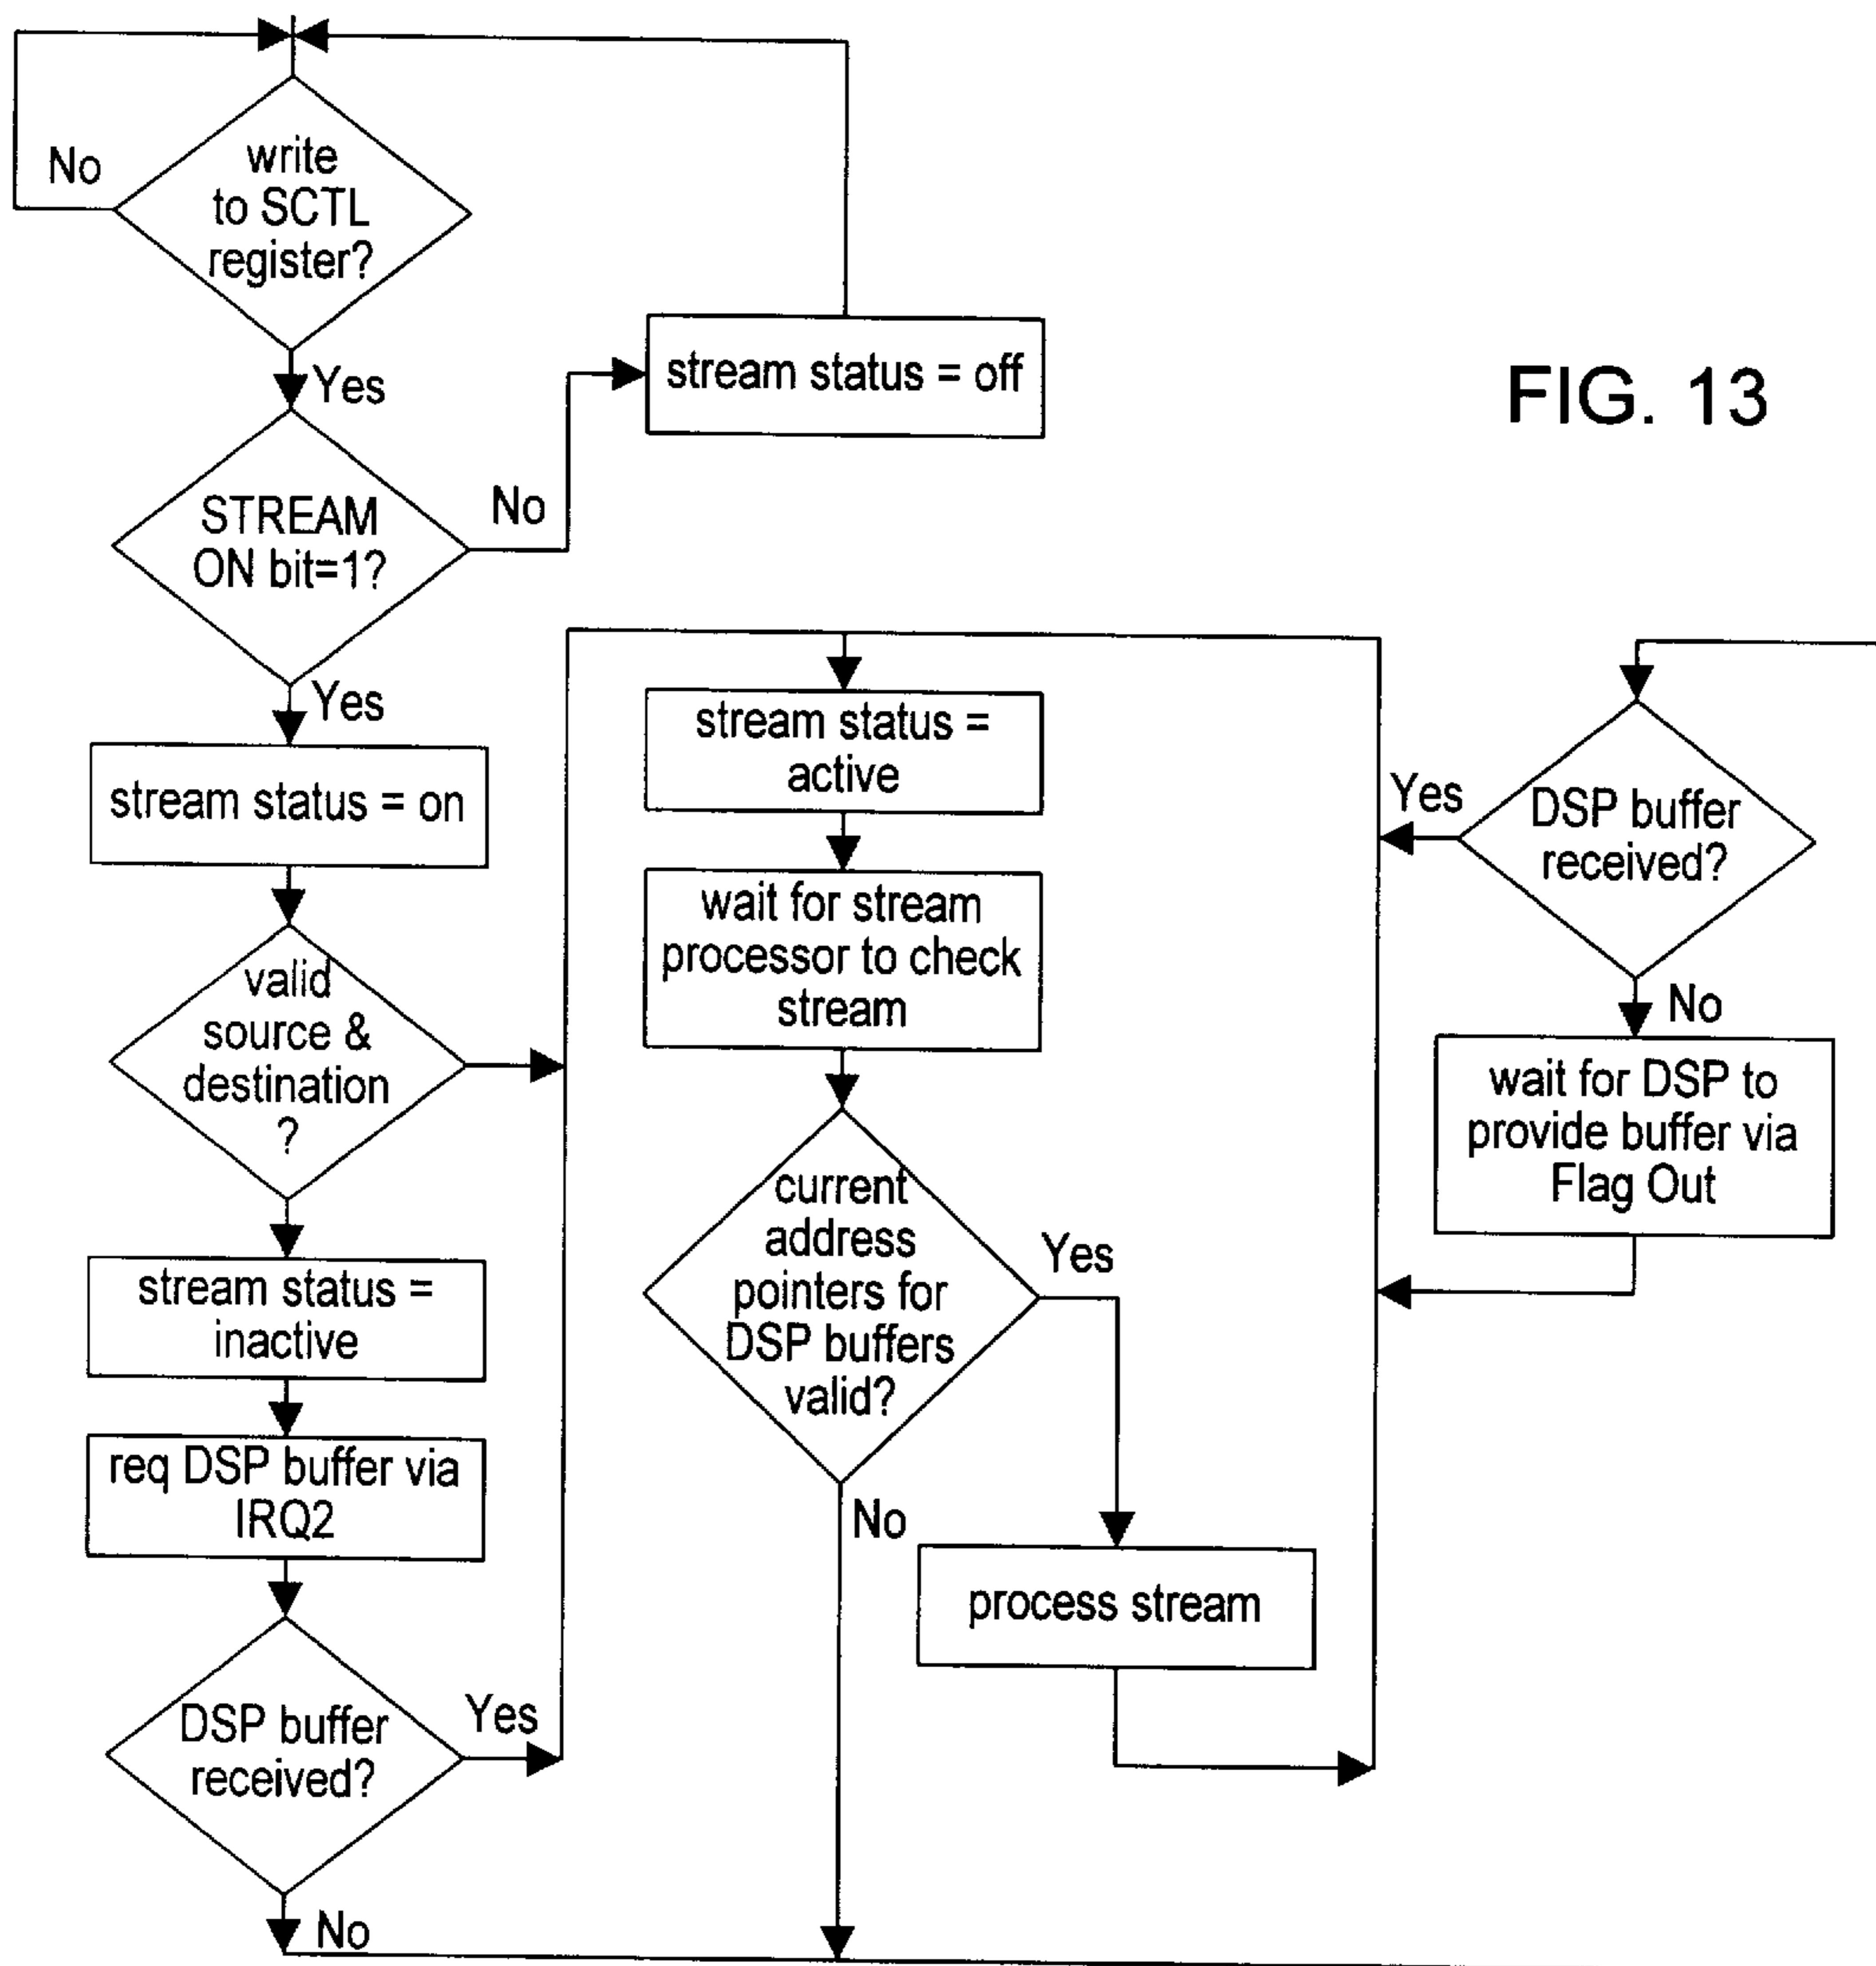 No
write
to SCTL
register?
Yes
stream status = off
FIG. 13
STREAM
ON bit=1?
No
Yes
stream status = on
valid
source &
destination
?
stream status =
inactive
req DSP buffer via
IRQ2
DSP buffer
received?
Yes
No
stream status =
active
wait for stream
processor to check
stream
current
address
pointers for
DSP buffers
valid?
Yes
No
process stream
Yes
DSP buffer
received?
No
wait for DSP to
provide buffer via
Flag Out